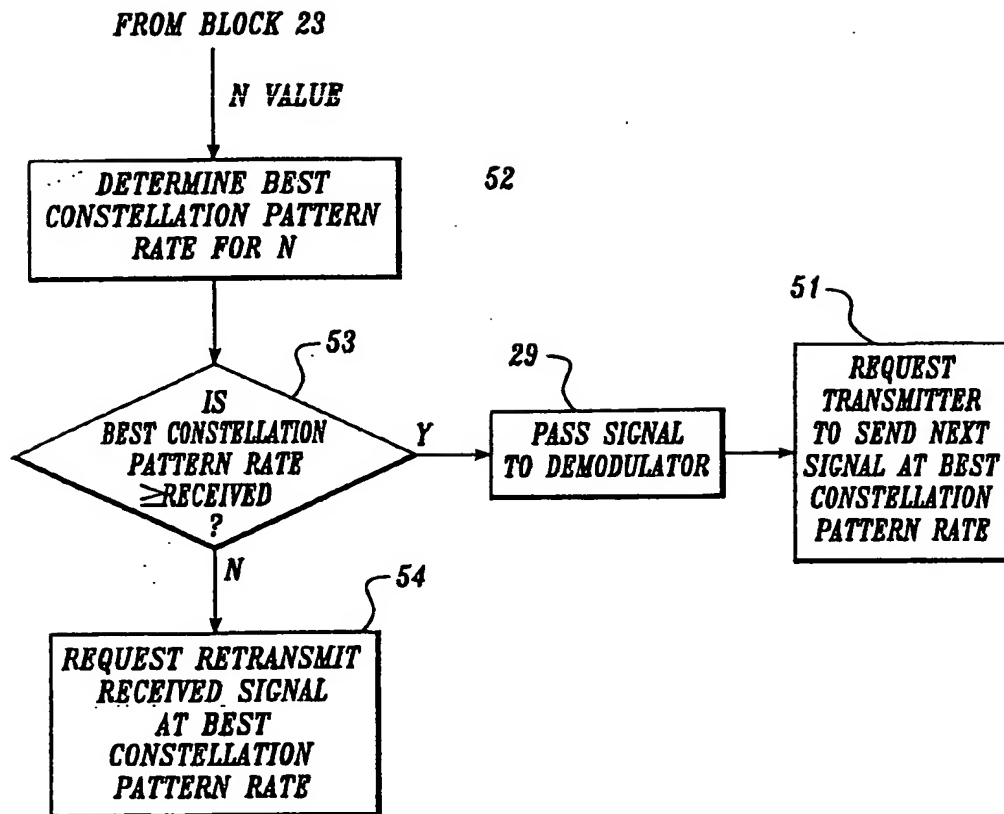 FROM BLOCK 23
N VALUE
DETERMINE BEST
CONSTELLATION PATTERN
RATE FOR N
52
53
IS
BEST CONSTELLATION
PATTERN RATE
≥RECEIVED
?
Y
N
29
PASS SIGNAL
TO DEMODULATOR
51
REQUEST
TRANSMITTER
TO SEND NEXT
SIGNAL AT BEST
CONSTELLATION
PATTERN RATE
54
REQUEST RETRANSMIT
RECEIVED SIGNAL
AT BEST
CONSTELLATION
PATTERN RATE